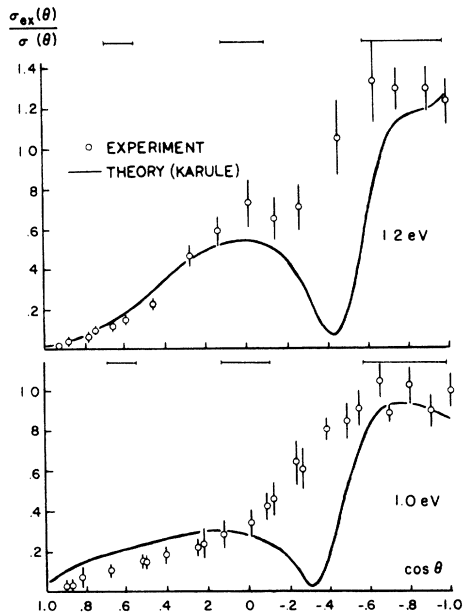 σex(θ)
σ (θ)
1.4
1.2
1.0
.8
.6
.4
.2
EXPERIMENT
THEORY (KARULE)
1.2 eV
1.0
.8
.6
.4
.2
1.0 eV
cos θ
1.0 .8 .6 .4 .2 0 -.2 -.4 -.6 -.8 -1.0